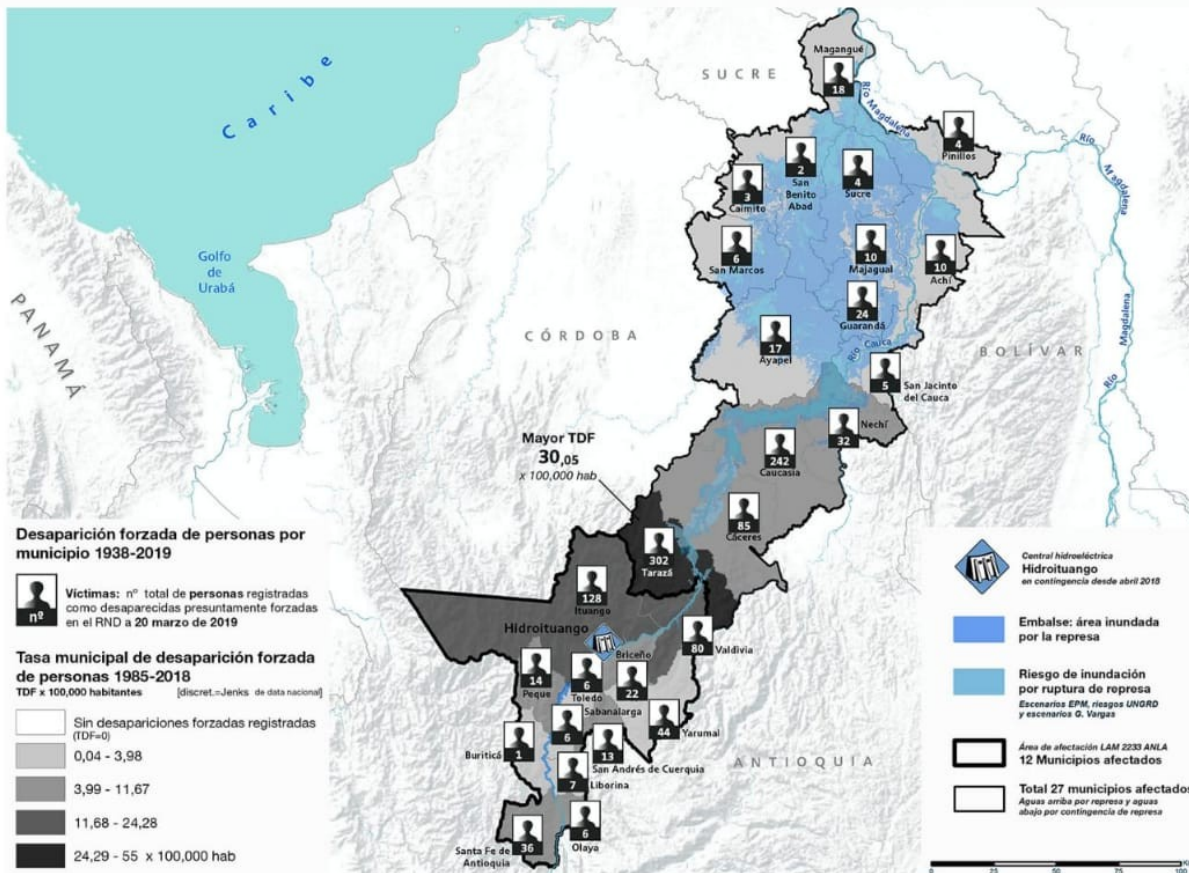 Caribe
Golfo
de
Urabá
PANAMÁ
SUCRE
CÓRDOBA
BOLÍVAR
ANTIOQUIA
Magangué
18
Río Magdalena
4
Pinillos
Río
Magdalena
2
San
Benito
Abad
4
Sucre
3
Caimito
6
San Marcos
10
Majagual
10
Achí
24
Guarandá
17
Ayapel
Río Cauca
Río
Magdalena
5
San Jacinto
del Cauca
Nechí
32
Mayor TDF
30,05
x 100,000 hab
242
Caucasia
85
Cáceres
302
Tarazá
128
Ituango
Hidroituango
Briceño
80
Valdivia
14
Peque
6
Toledo
22
Sabanalarga
6
44
Yarumal
1
Buriticá
13
San Andrés de Cuerquia
7
Liborina
6
Olaya
36
Santa Fe de
Antioquia
Desaparición forzada de personas por
municipio 1938-2019
nº
Víctimas: nº total de personas registradas
como desaparecidas presuntamente forzadas
en el RND a 20 marzo de 2019
Tasa municipal de desaparición forzada
de personas 1985-2018
TDF x 100,000 habitantes [discret.=Jenks de data nacional]
Sin desapariciones forzadas registradas
(TDF=0)
0,04 - 3,98
3,99 - 11,67
11,68 - 24,28
24,29 - 55 x 100,000 hab
Central hidroeléctrica
Hidroituango
en contingencia desde abril 2018
Embalse: área inundada
por la represa
Riesgo de inundación
por ruptura de represa
Escenarios EPM, riesgos UNGRD
y escenarios G. Vargas
Área de afectación LAM 2233 ANLA
12 Municipios afectados
Total 27 municipios afectados
Aguas arriba por represa y aguas
abajo por contingencia de represa
0 25 50 75 100